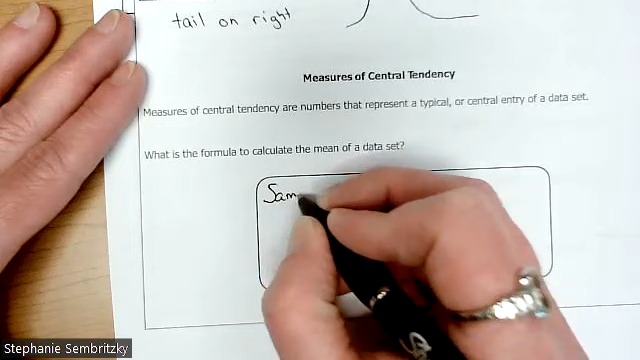 tail on right
Measures of Central Tendency
Measures of central tendency are numbers that represent a typical, or central entry of a data set.
What is the formula to calculate the mean of a data set?
Sam
Stephanie Sembritzky